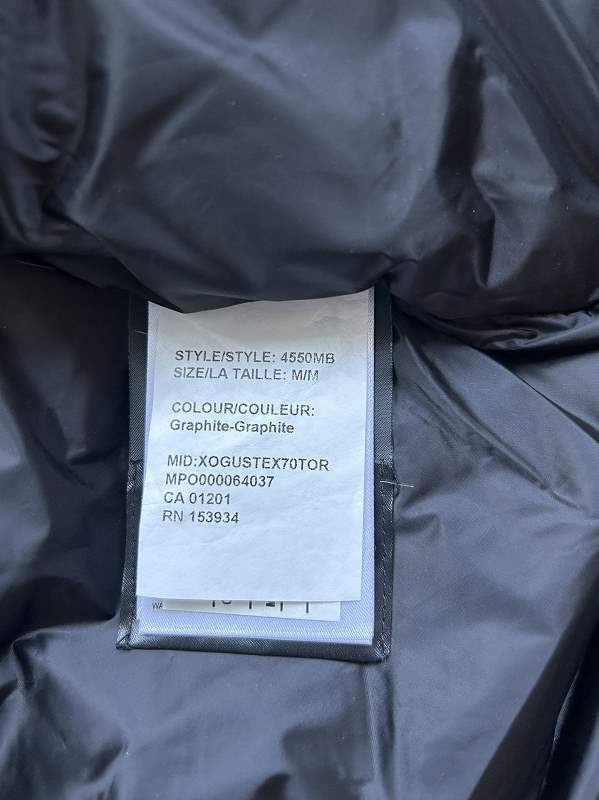 STYLE/STYLE: 4550MB
SIZE/LA TAILLE: M/M
COLOUR/COULEUR:
Graphite-Graphite
MID:XOGUSTEX70TOR
MPO000064037
CA 01201
RN 153934